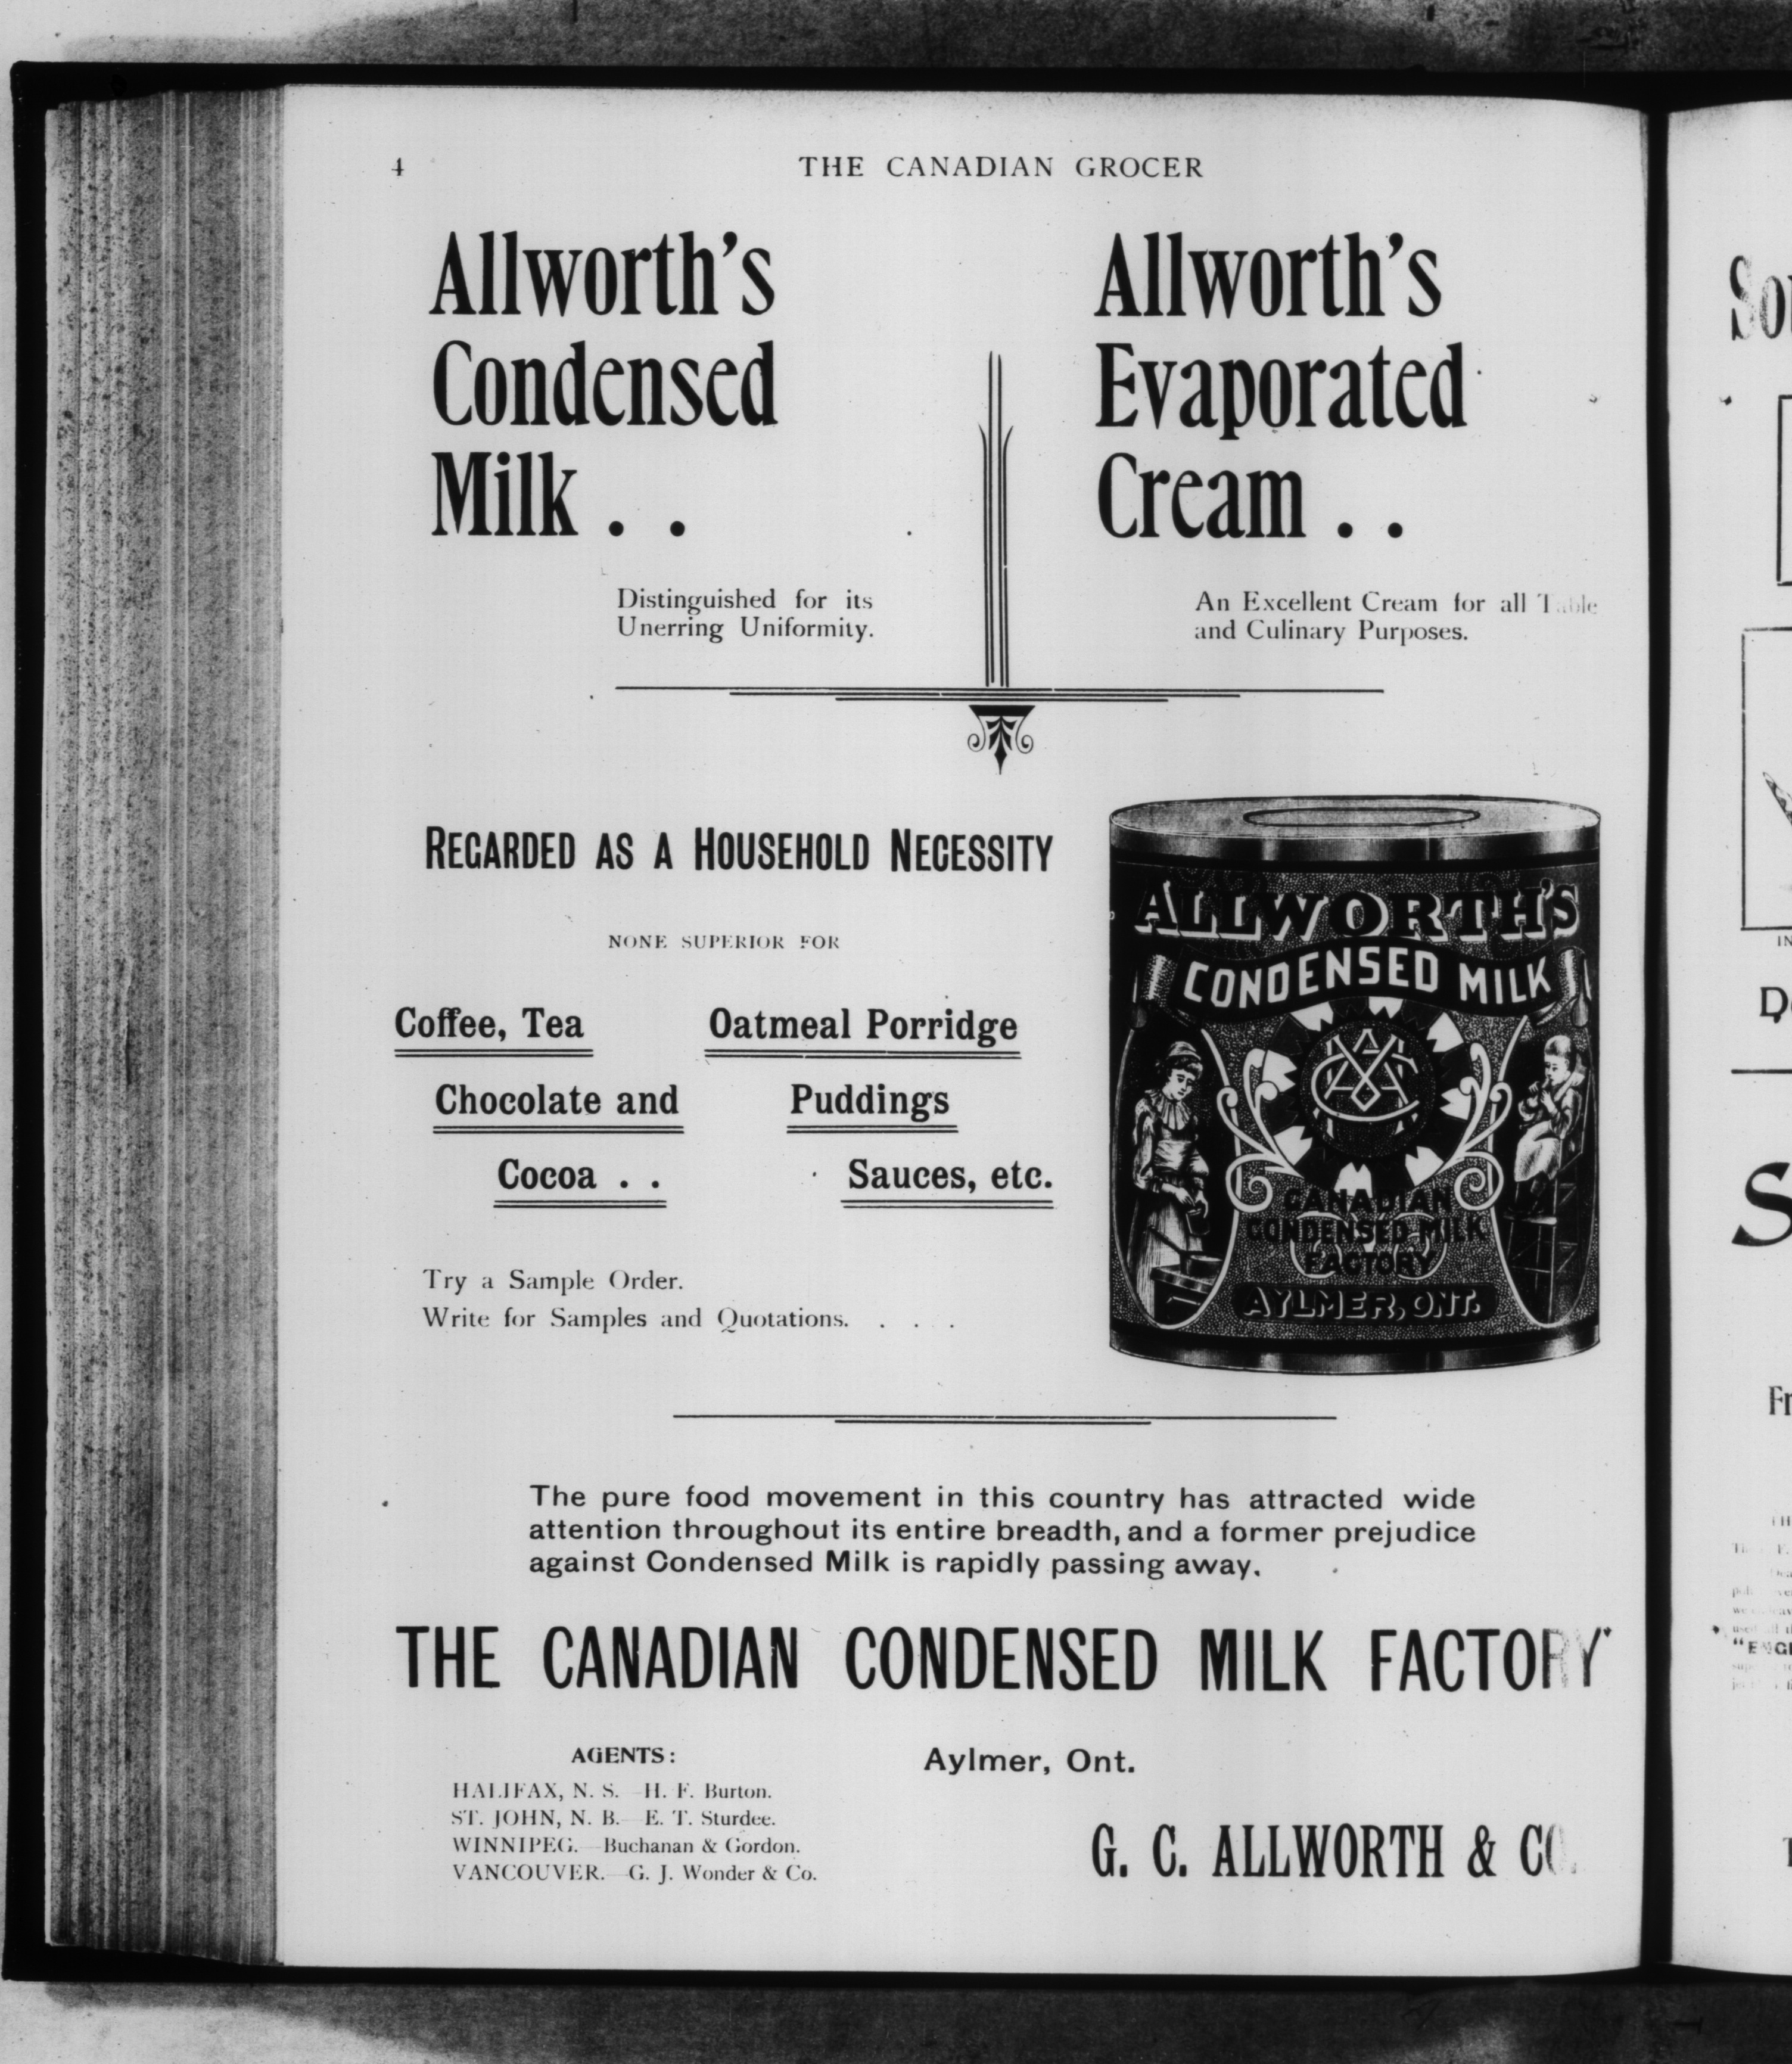 4
THE CANADIAN GROCER
Allworth's
Condensed
Milk . .
Distinguished for its
Unerring Uniformity.
Allworth's
Evaporated
Cream . .
An Excellent Cream for all Table
and Culinary Purposes.
REGARDED AS A HOUSEHOLD NECESSITY
NONE SUPERIOR FOR
Coffee, Tea
Chocolate and
Cocoa . .
Oatmeal Porridge
Puddings
Sauces, etc.
Try a Sample Order.
Write for Samples and Quotations. . . .
ALLWORTH'S
CONDENSED MILK
CANADIAN
CONDENSED MILK
FACTORY
AYLMER, ONT.
The pure food movement in this country has attracted wide
attention throughout its entire breadth, and a former prejudice
against Condensed Milk is rapidly passing away.
THE CANADIAN CONDENSED MILK FACTORY
AGENTS:
HALIFAX, N. S.—H. F. Burton.
ST. JOHN, N. B.—E. T. Sturdee.
WINNIPEG.—Buchanan & Gordon.
VANCOUVER.—G. J. Wonder & Co.
Aylmer, Ont.
G. C. ALLWORTH & CO.